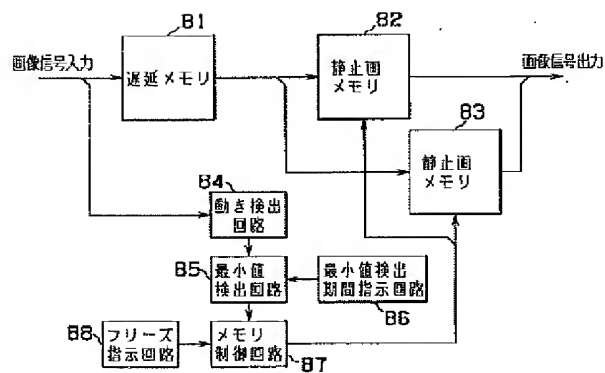 81
82
画像信号入力
画像信号出力
遅延メモリ
静止画
メモリ
83
静止画
メモリ
84
動き検出
回路
85
最小値
検出回路
最小値検出
期間指示回路
86
88
フリーズ
指示回路
メモリ
制御回路
87